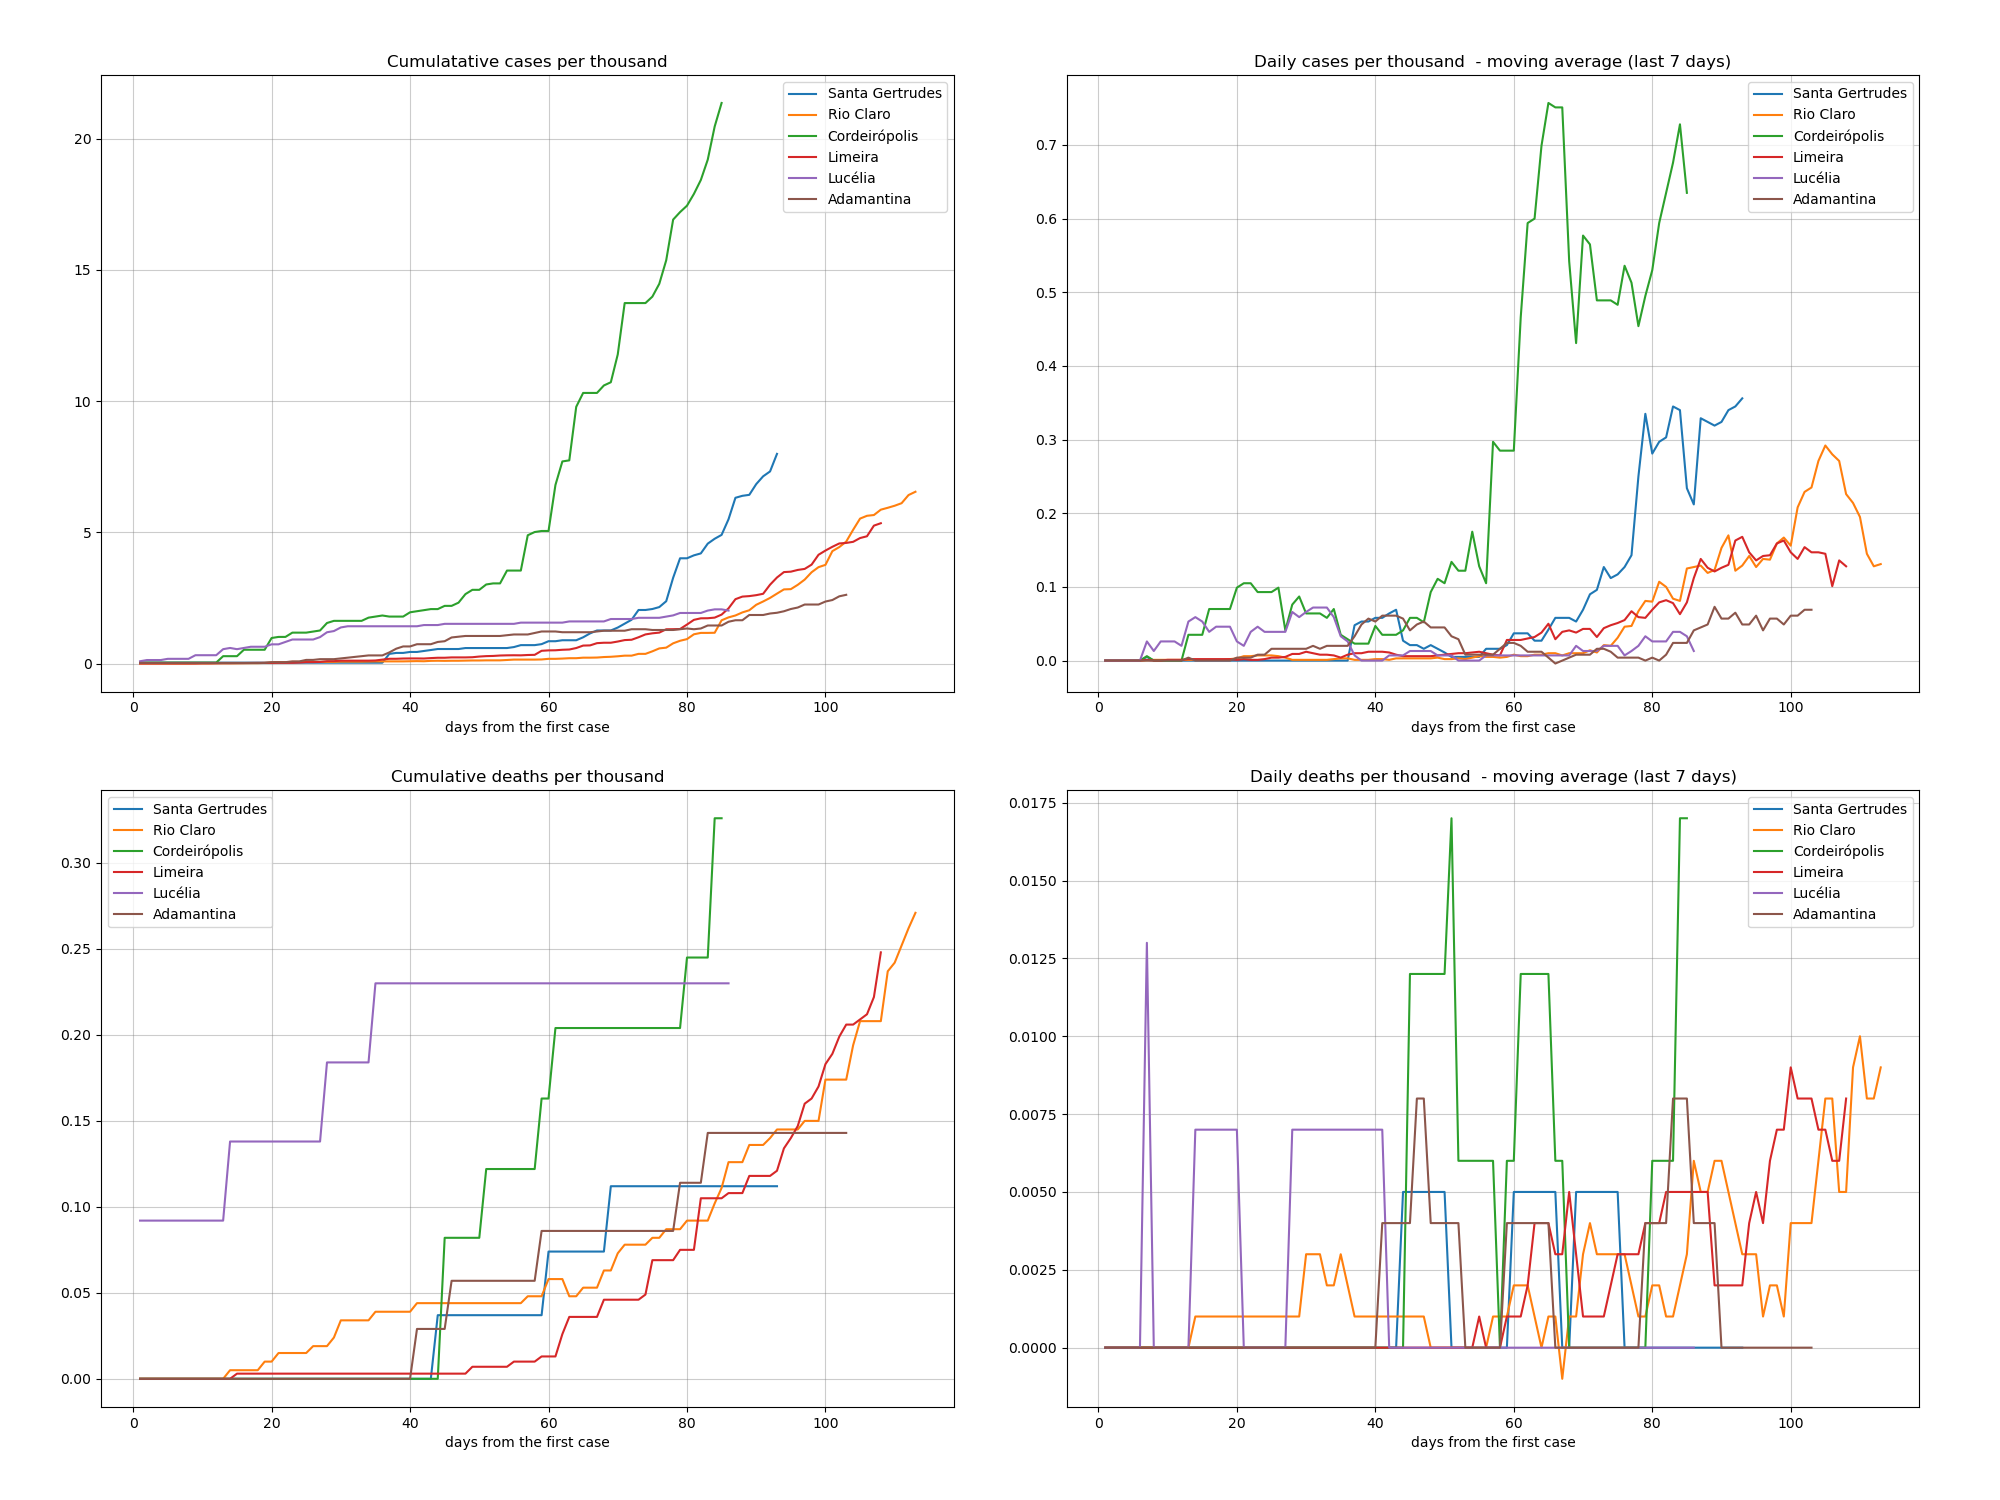 Cumulatative cases per thousand
20
15
10
5
0
Santa Gertrudes
Rio Claro
Cordeirópolis
Limeira
Lucélia
Adamantina
0 20 40 60 80 100
days from the first case
Daily cases per thousand - moving average (last 7 days)
0.7
0.6
0.5
0.4
0.3
0.2
0.1
0.0
Santa Gertrudes
Rio Claro
Cordeirópolis
Limeira
Lucélia
Adamantina
0 20 40 60 80 100
days from the first case
Cumulative deaths per thousand
0.30
0.25
0.20
0.15
0.10
0.05
0.00
Santa Gertrudes
Rio Claro
Cordeirópolis
Limeira
Lucélia
Adamantina
0 20 40 60 80 100
days from the first case
Daily deaths per thousand - moving average (last 7 days)
0.0175
0.0150
0.0125
0.0100
0.0075
0.0050
0.0025
0.0000
Santa Gertrudes
Rio Claro
Cordeirópolis
Limeira
Lucélia
Adamantina
0 20 40 60 80 100
days from the first case